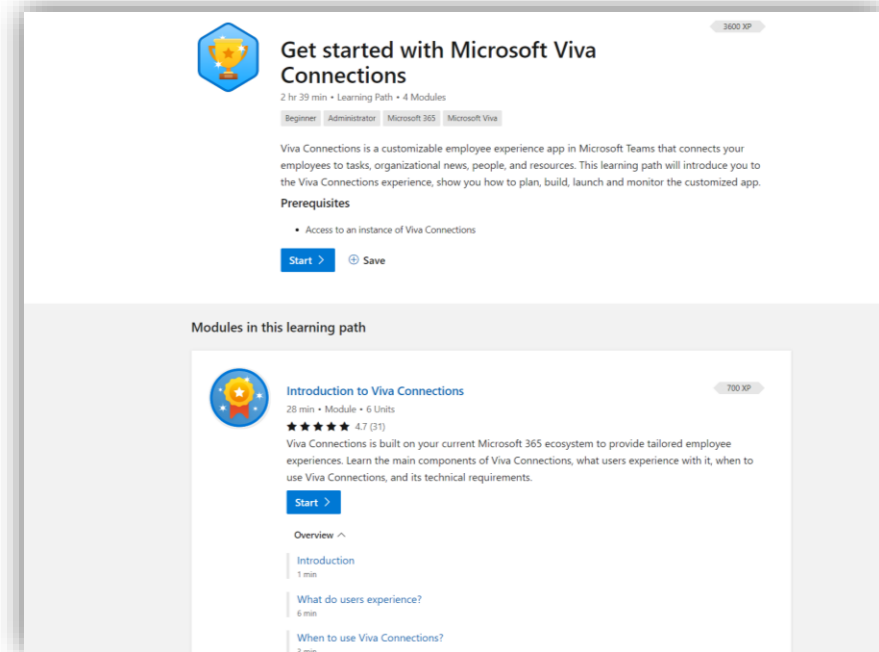 3600 XP
Get started with Microsoft Viva
Connections
2 hr 39 min • Learning Path • 4 Modules
Beginner Administrator Microsoft 365 Microsoft Viva
Viva Connections is a customizable employee experience app in Microsoft Teams that connects your
employees to tasks, organizational news, people, and resources. This learning path will introduce you to
the Viva Connections experience, show you how to plan, build, launch and monitor the customized app.
Prerequisites
• Access to an instance of Viva Connections
Start > Save
Modules in this learning path
Introduction to Viva Connections
700 XP
28 min • Module • 6 Units
★★★★★ 4.7 (31)
Viva Connections is built on your current Microsoft 365 ecosystem to provide tailored employee
experiences. Learn the main components of Viva Connections, what users experience with it, when to
use Viva Connections, and its technical requirements.
Start >
Overview
Introduction
1 min
What do users experience?
6 min
When to use Viva Connections?
3 min